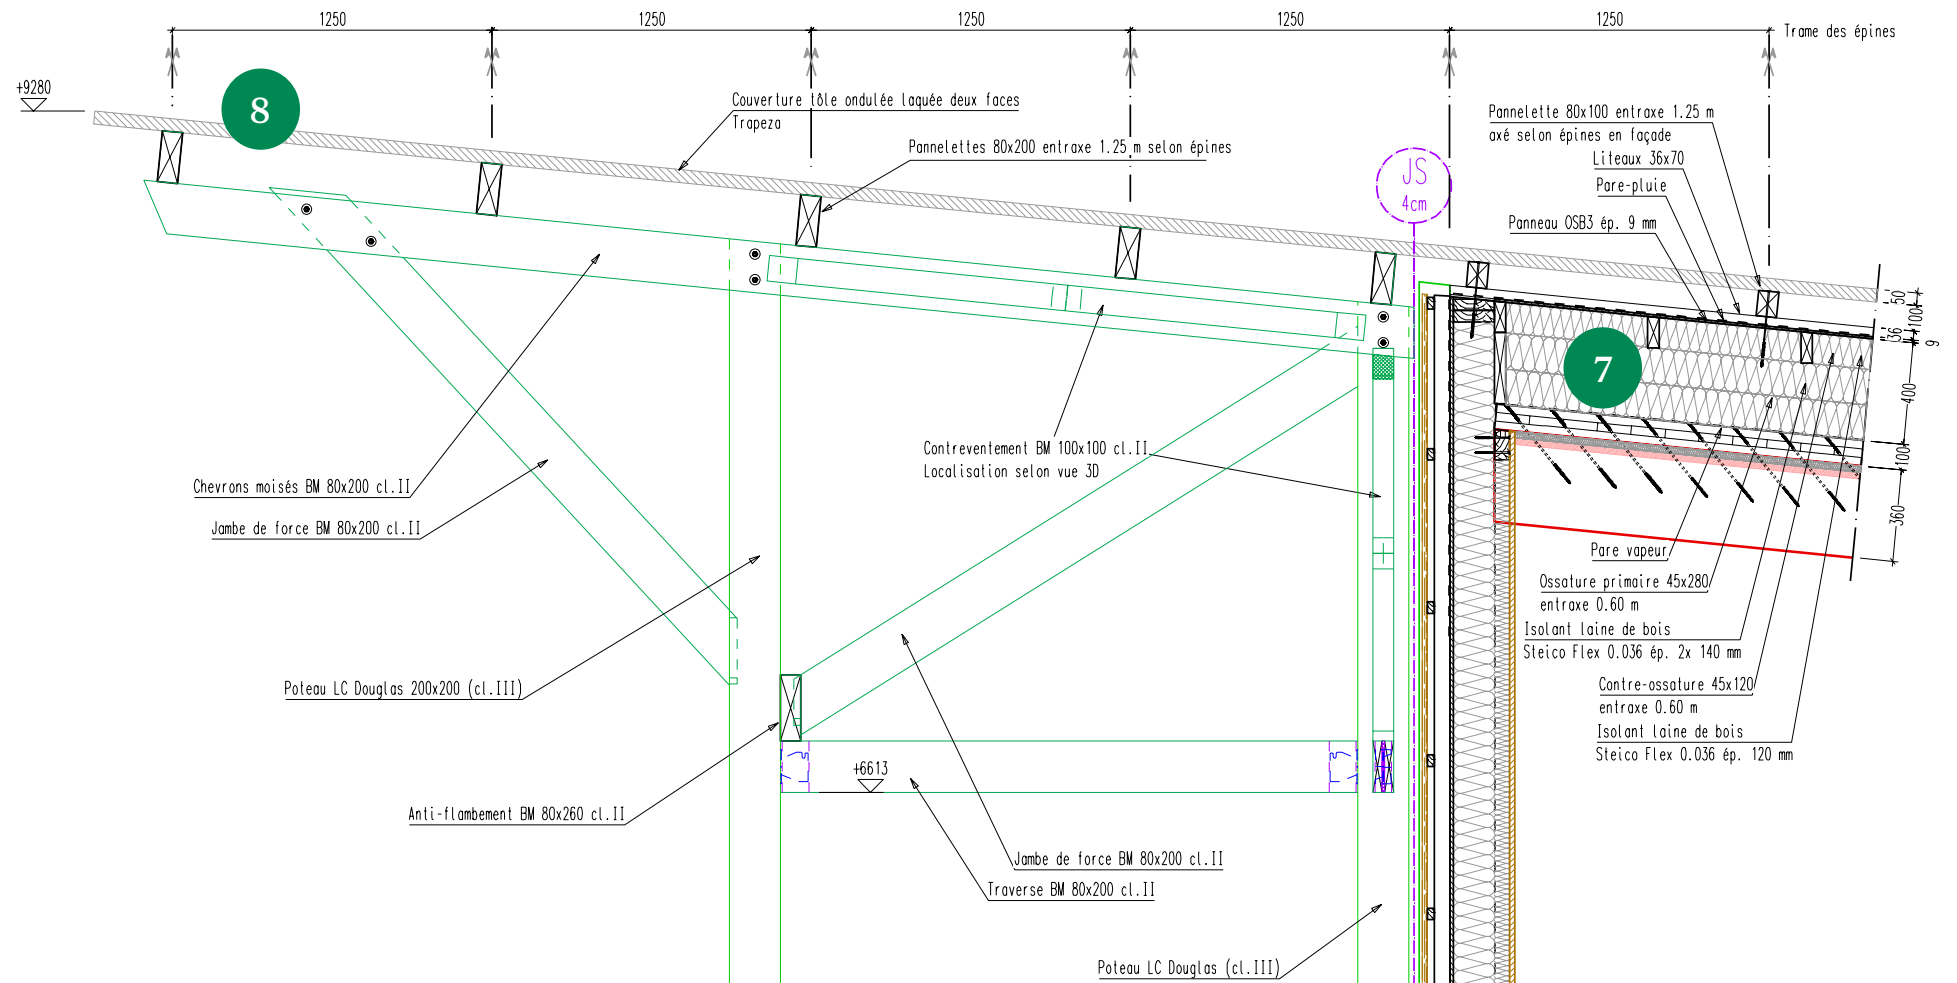 1250 1250 1250 1250 1250
Trame des épines
+9280
8
Couverture tôle ondulée laquée deux faces
Trapeza
Pannelettes 80x200 entraxe 1.25 m selon épines
JS
4cm
Pannelette 80x100 entraxe 1.25 m
axé selon épines en façade
Liteaux 36x70
Pare-pluie
Panneau OSB3 ép. 9 mm
50
100
36
9
400
100
360
7
Contreventement BM 100x100 cl.II
Localisation selon vue 3D
Chevrons moisés BM 80x200 cl.II
Jambe de force BM 80x200 cl.II
Pare vapeur
Ossature primaire 45x280
entraxe 0.60 m
Isolant laine de bois
Steico Flex 0.036 ép. 2x 140 mm
Contre-ossature 45x120
entraxe 0.60 m
Isolant laine de bois
Steico Flex 0.036 ép. 120 mm
Poteau LC Douglas 200x200 (cl.III)
+6613
Anti-flambement BM 80x260 cl.II
Jambe de force BM 80x200 cl.II
Traverse BM 80x200 cl.II
Poteau LC Douglas (cl.III)